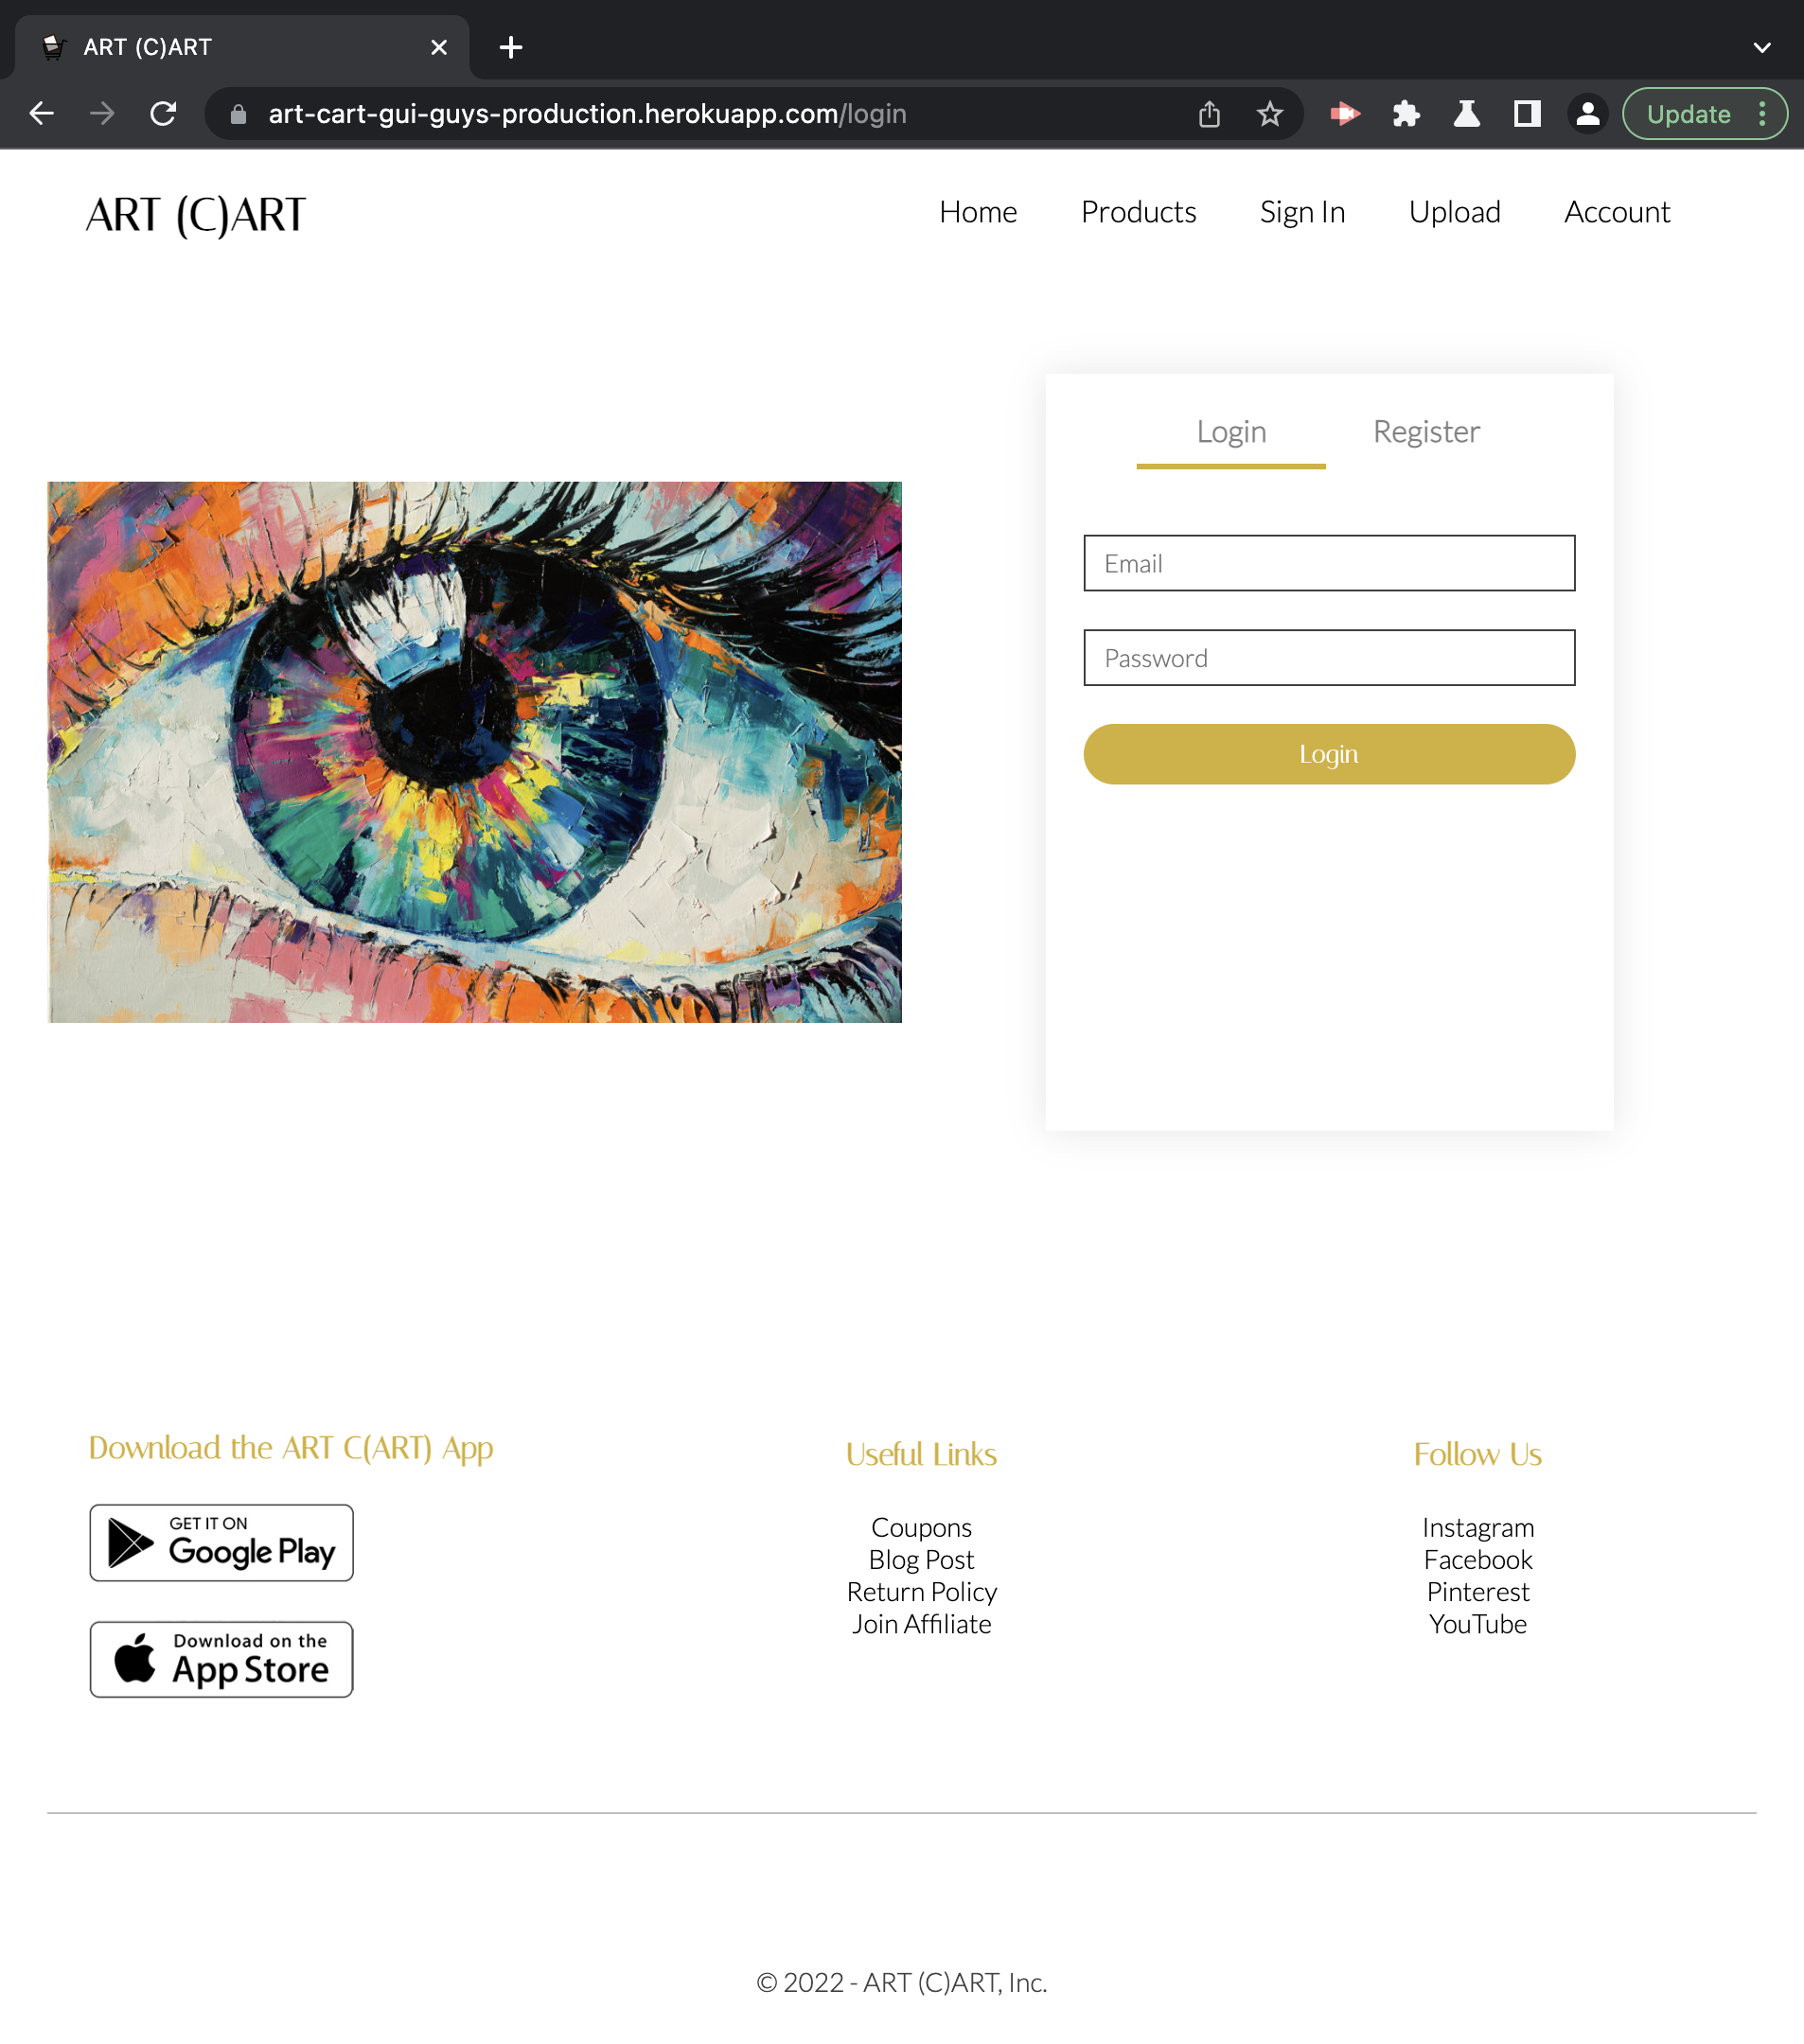 ART (C)ART
art-cart-gui-guys-production.herokuapp.com/login
Update
ART (C)ART
Home Products Sign In Upload Account
Login Register
Email
Password
Login
Download the ART C(ART) App
GET IT ON
Google Play
Download on the
App Store
Useful Links
Coupons
Blog Post
Return Policy
Join Affiliate
Follow Us
Instagram
Facebook
Pinterest
YouTube
© 2022 - ART (C)ART, Inc.